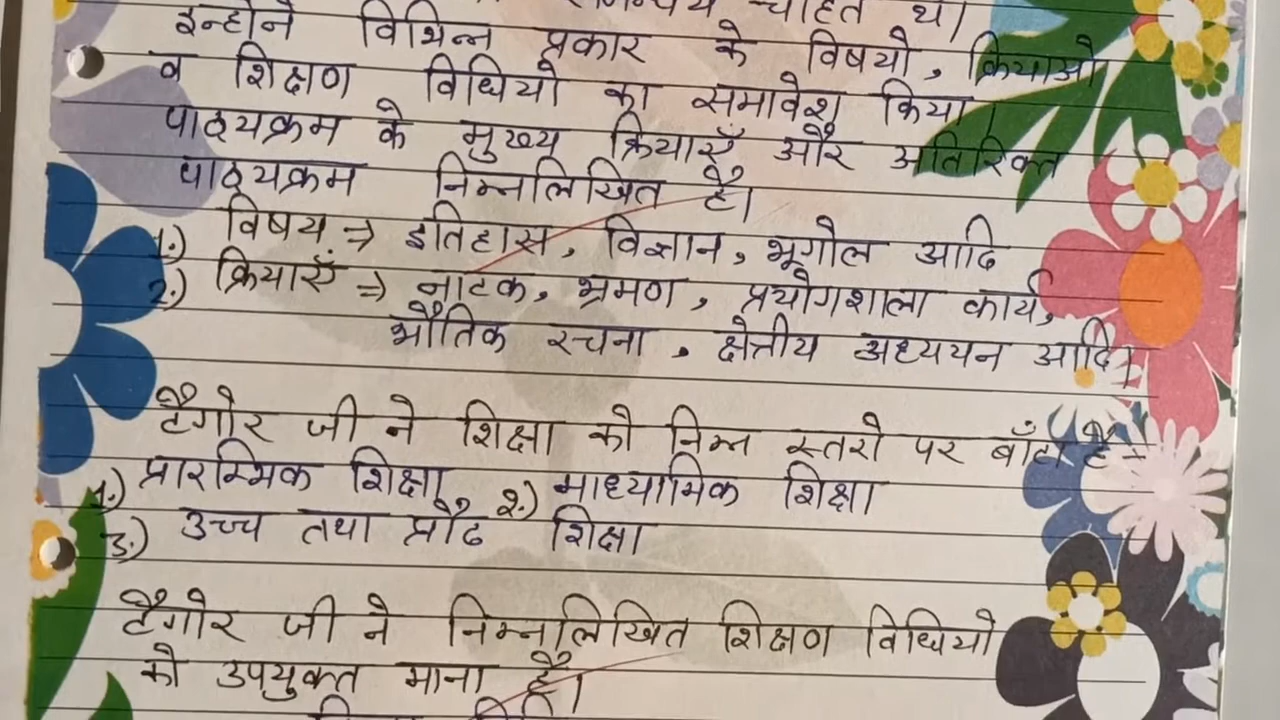 चाहते थे।
इन्होने विभिन्न प्रकार के विषयो, क्रियाओ
व शिक्षण विधियो का समावेश किया।
पाठ्यक्रम के मुख्य क्रियाएँ और अतिरिक्त
पाठ्यक्रम निम्नलिखित है।
1.) विषय → इतिहास, विज्ञान, भूगोल आदि
2.) क्रियाएँ → नाटक, भ्रमण, प्रयोगशाला कार्य,
भौतिक रचना, क्षेत्रीय अध्ययन आदि।
टैगोर जी ने शिक्षा को निम्न स्तरो पर बाँटा है -
1.) प्रारम्भिक शिक्षा 2.) माध्यामिक शिक्षा
3.) उच्च तथा प्रौढ शिक्षा
टैगोर जी ने निम्नलिखित शिक्षण विधियो
को उपयुक्त माना है।